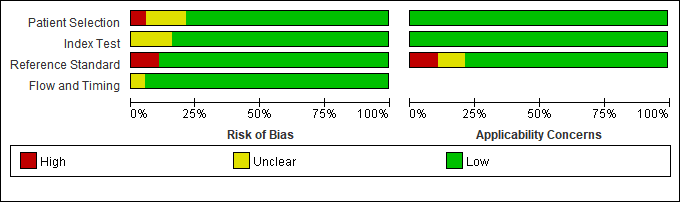 Patient Selection
Index Test
Reference Standard
Flow and Timing
0% 25% 50% 75% 100% 0% 25% 50% 75% 100%
Risk of Bias Applicability Concerns
High Unclear Low